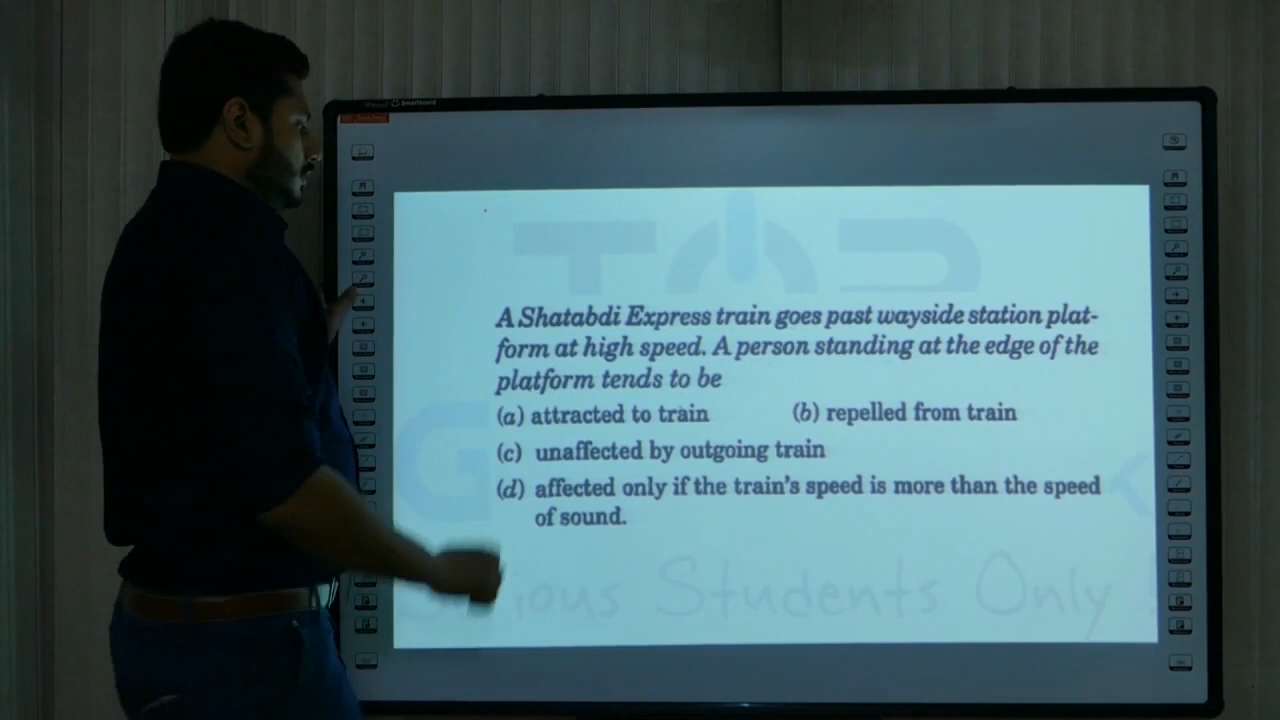 Smartboard
A Shatabdi Express train goes past wayside station plat-
form at high speed. A person standing at the edge of the
platform tends to be
(a) attracted to train (b) repelled from train
(c) unaffected by outgoing train
(d) affected only if the train's speed is more than the speed
of sound.
Students Only